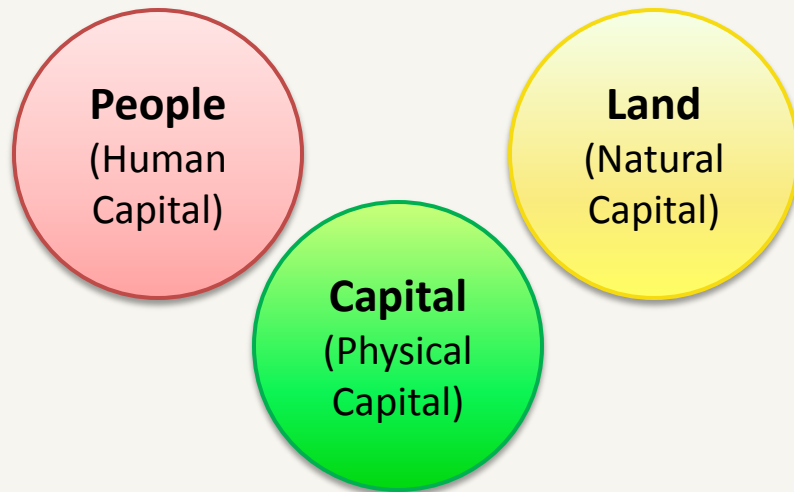 People
(Human
Capital)
Land
(Natural
Capital)
Capital
(Physical
Capital)